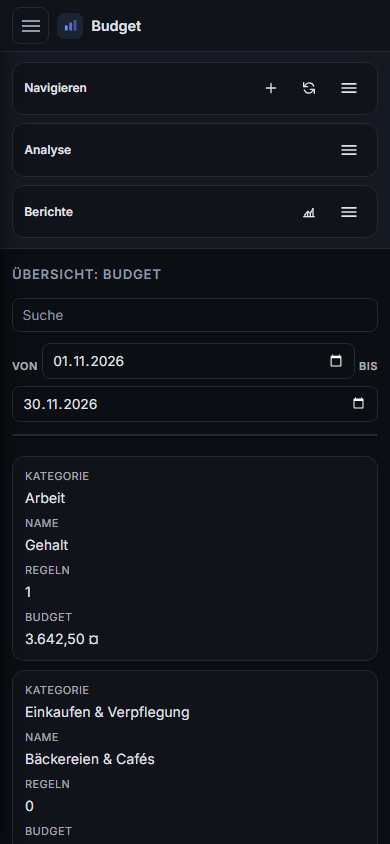 Budget
Navigieren
Analyse
Berichte
ÜBERSICHT: BUDGET
Suche
VON 01.11.2026 BIS
30.11.2026
KATEGORIE
Arbeit
NAME
Gehalt
REGELN
1
BUDGET
3.642,50 ¤
KATEGORIE
Einkaufen & Verpflegung
NAME
Bäckereien & Cafés
REGELN
0
BUDGET